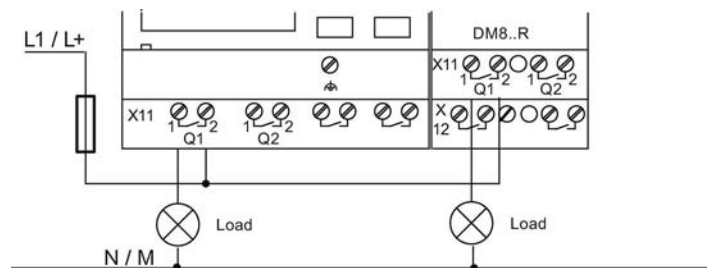 DM8..R
L1 / L+
X11 1 2 1 2
Q1 Q2
X11 1 2 1 2
Q1 Q2
X 12
Load
Load
N / M